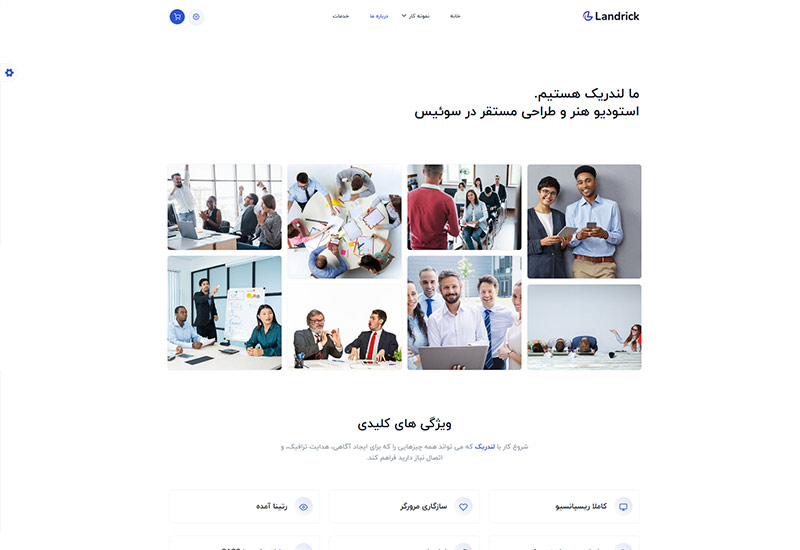 Landrick
خانه
نمونه کار
درباره ما
خدمات
ما لندریک هستیم.
استودیو هنر و طراحی مستقر در سوئیس
ویژگی های کلیدی
شروع کار با لندریک که می تواند همه چیزهایی را که برای ایجاد آگاهی، هدایت ترافیک، و
اتصال نیاز دارید فراهم کند.
کاملا ریسپانسیو
سازگاری مرورگر
رتینا آمده